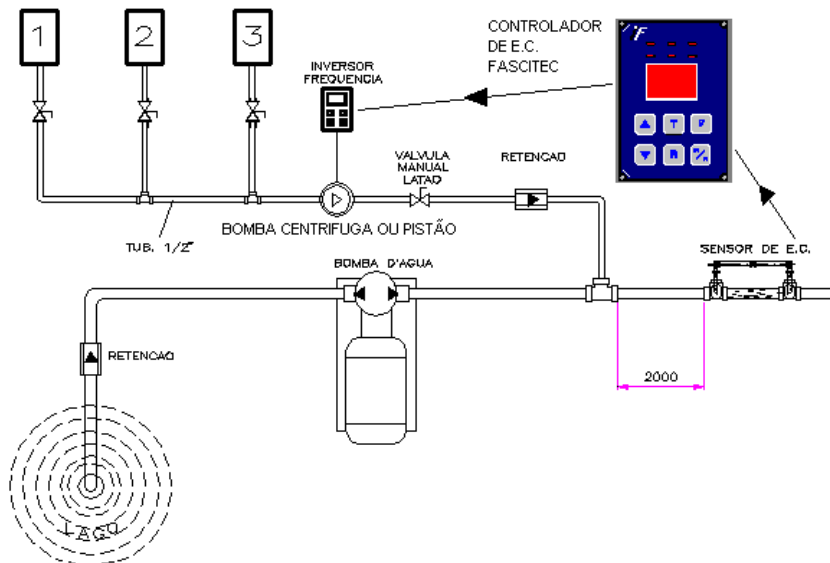 1
2
3
CONTROLADOR
DE E.C.
FASCITEC
F
INVERSOR
FREQUENCIA
T
F
R
VALVULA
MANUAL
LATAO
RETENCAO
BOMBA CENTRIFUGA OU PISTÃO
TUB. 1/2"
SENSOR DE E.C.
BOMBA D'AGUA
RETENCAO
2000
LAGO